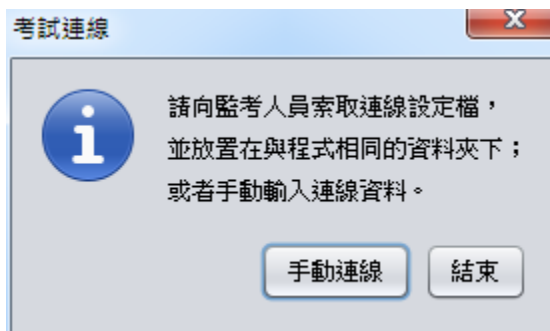 考試連線
請向監考人員索取連線設定檔，
並放置在與程式相同的資料夾下；
或者手動輸入連線資料。
手動連線
結束